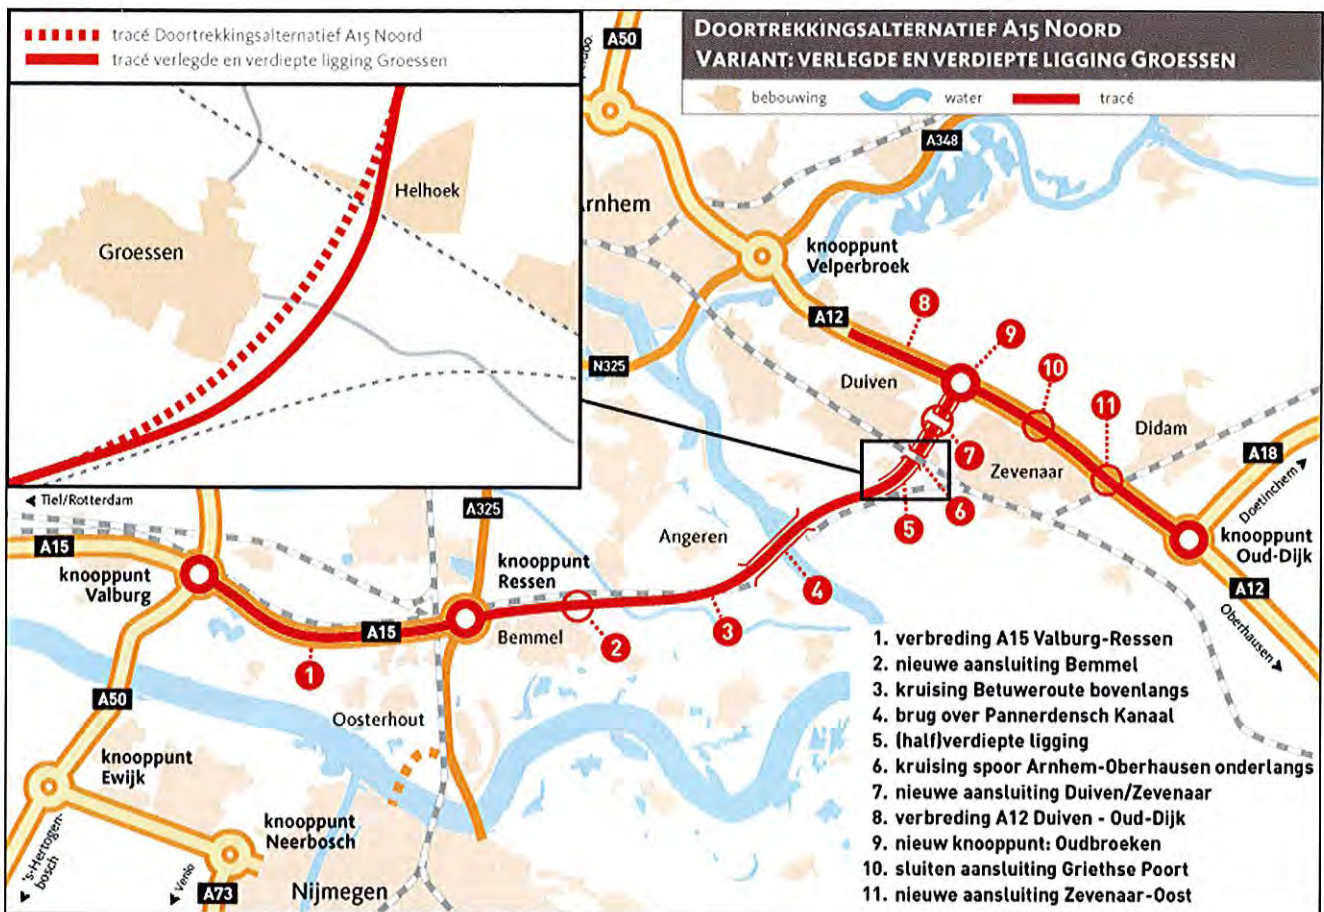 tracé Doortrekkingsalternatief A15 Noord
tracé verlegde en verdiepte ligging Groessen
Groessen
Helhoek
DOORTREKKINGSALTERNATIEF A15 NOORD
VARIANT: VERLEGDE EN VERDIEPTE LIGGING GROESSEN
bebouwing
water
tracé
A50
A348
rnhem
knooppunt
Velperbroek
A12
8
9
N325
Duiven
10
11
Didam
7
Zevenaar
A18
Doetinchem
6
5
knooppunt
Oud-Dijk
A12
Oberhausen
Tiel/Rotterdam
A15
A325
Angeren
knooppunt
Valburg
knooppunt
Ressen
4
A15
Bemmel
1
2
3
A50
Oosterhout
knooppunt
Ewijk
knooppunt
Neerbosch
's-Hertogen-
bosch
Venlo
A73
Nijmegen
1. verbreding A15 Valburg-Ressen
2. nieuwe aansluiting Bemmel
3. kruising Betuweroute bovenlangs
4. brug over Pannerdensch Kanaal
5. (half)verdiepte ligging
6. kruising spoor Arnhem-Oberhausen onderlangs
7. nieuwe aansluiting Duiven/Zevenaar
8. verbreding A12 Duiven - Oud-Dijk
9. nieuw knooppunt: Oudbroeken
10. sluiten aansluiting Griethse Poort
11. nieuwe aansluiting Zevenaar-Oost